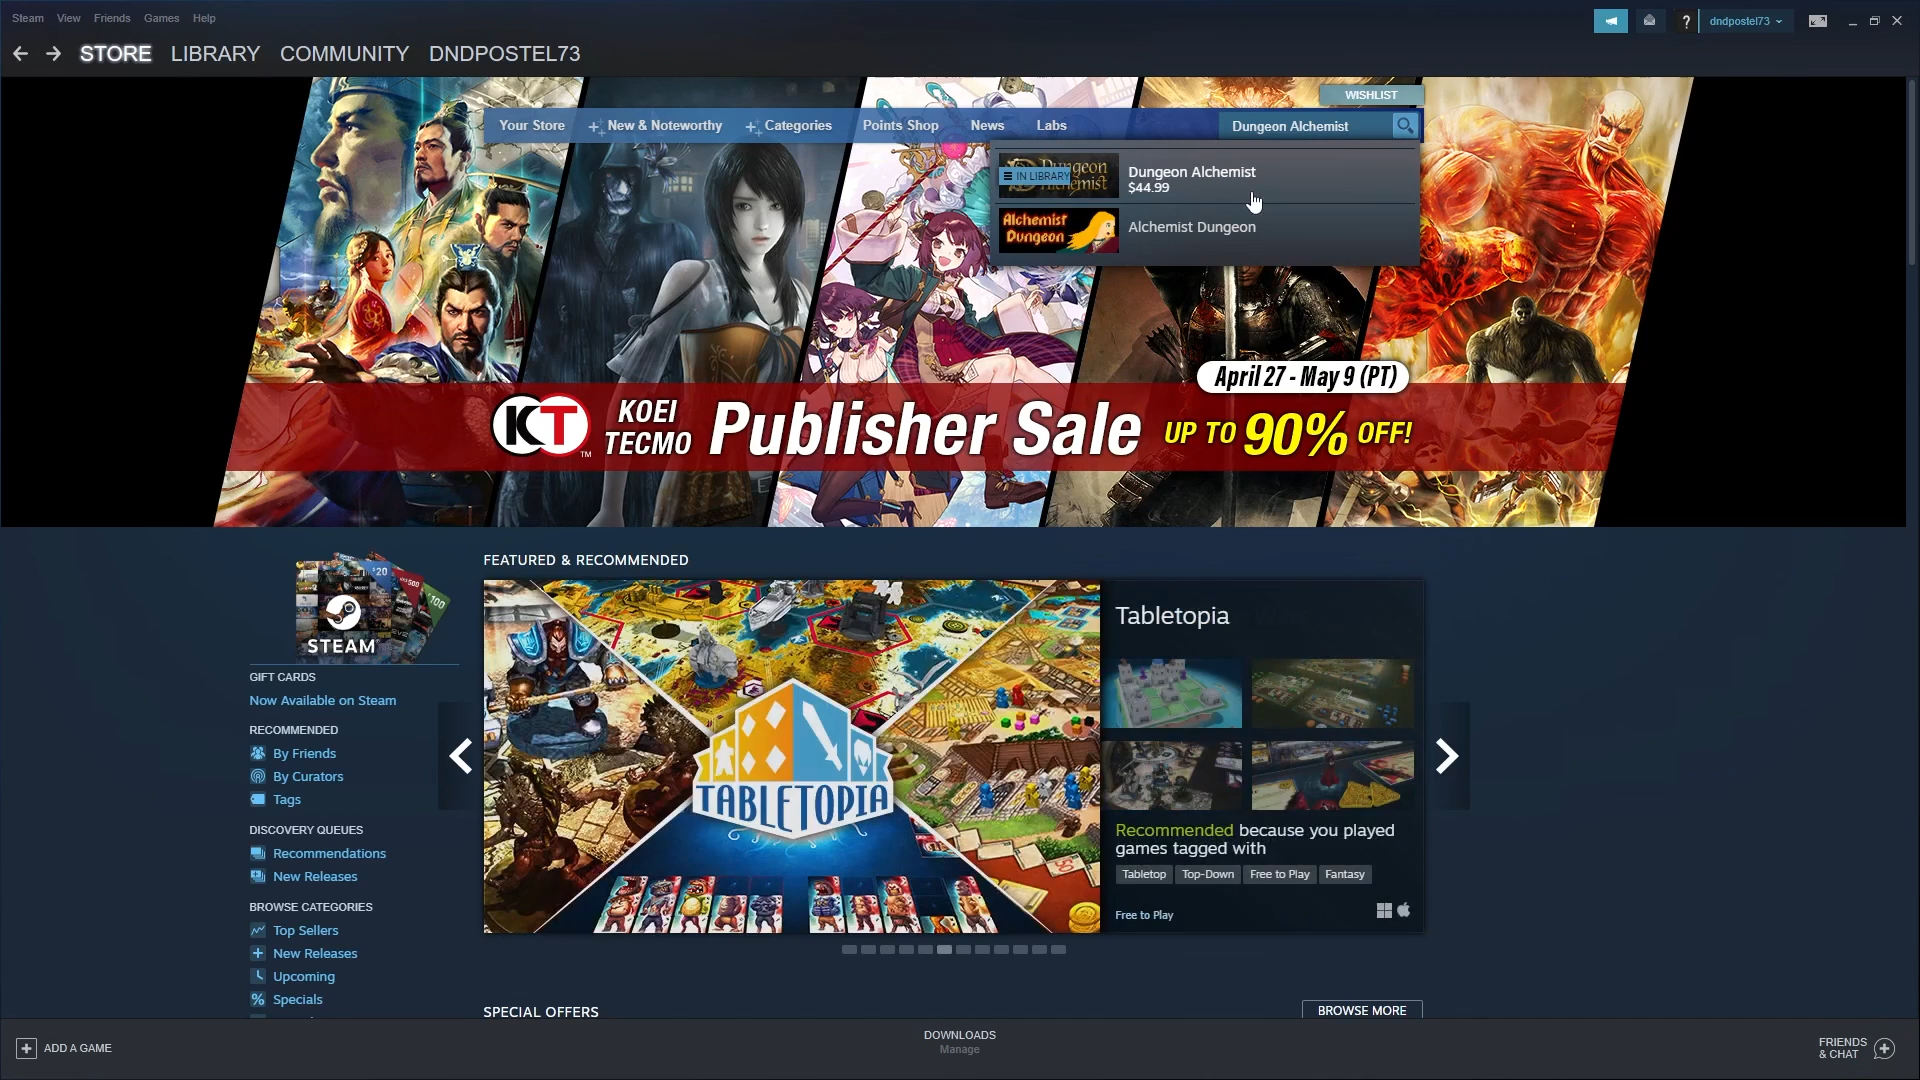 Steam View Friends Games Help
dndpostel73
STORE LIBRARY COMMUNITY DNDPOSTEL73
WISHLIST
Your Store New & Noteworthy Categories Points Shop News Labs
Dungeon Alchemist
Dungeon
Alchemist
IN LIBRARY
Dungeon Alchemist
$44.99
Alchemist
Dungeon
Alchemist Dungeon
April 27 - May 9 (PT)
KT
TM
KOEI
TECMO
Publisher Sale
UP TO 90% OFF!
FEATURED & RECOMMENDED
$20
$100
STEAM
GIFT CARDS
Now Available on Steam
RECOMMENDED
By Friends
By Curators
Tags
DISCOVERY QUEUES
Recommendations
New Releases
BROWSE CATEGORIES
Top Sellers
New Releases
Upcoming
Specials
TABLETOPIA
Tabletopia
Recommended because you played
games tagged with
Tabletop Top-Down Free to Play Fantasy
Free to Play
SPECIAL OFFERS
BROWSE MORE
ADD A GAME
DOWNLOADS
Manage
FRIENDS
& CHAT